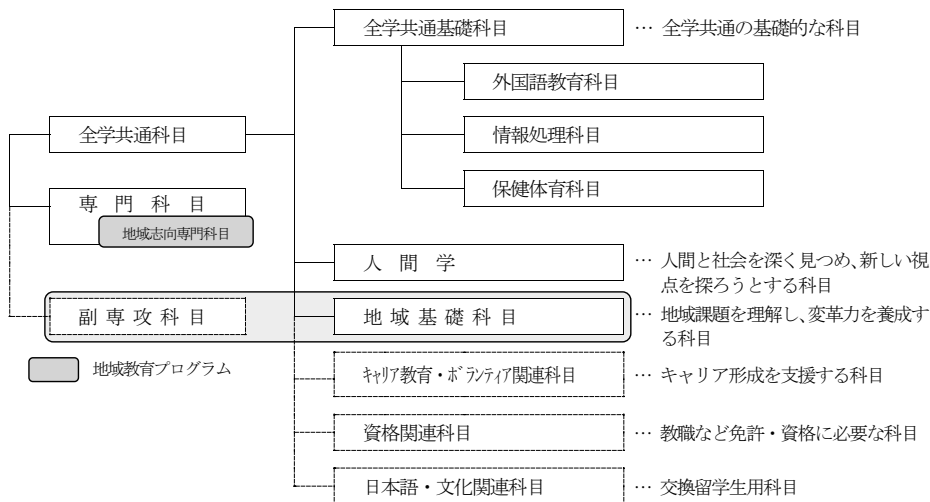 全学共通基礎科目
… 全学共通の基礎的な科目
外国語教育科目
全学共通科目
情報処理科目
保健体育科目
専門科目
地域志向専門科目
人間学
… 人間と社会を深く見つめ、新しい視
点を探ろうとする科目
副専攻科目
地域基礎科目
… 地域課題を理解し、変革力を養成す
る科目
地域教育プログラム
ｷｬﾘｱ教育・ﾎﾞﾗﾝﾃｨｱ関連科目
… キャリア形成を支援する科目
資格関連科目
… 教職など免許・資格に必要な科目
日本語・文化関連科目
… 交換留学生用科目